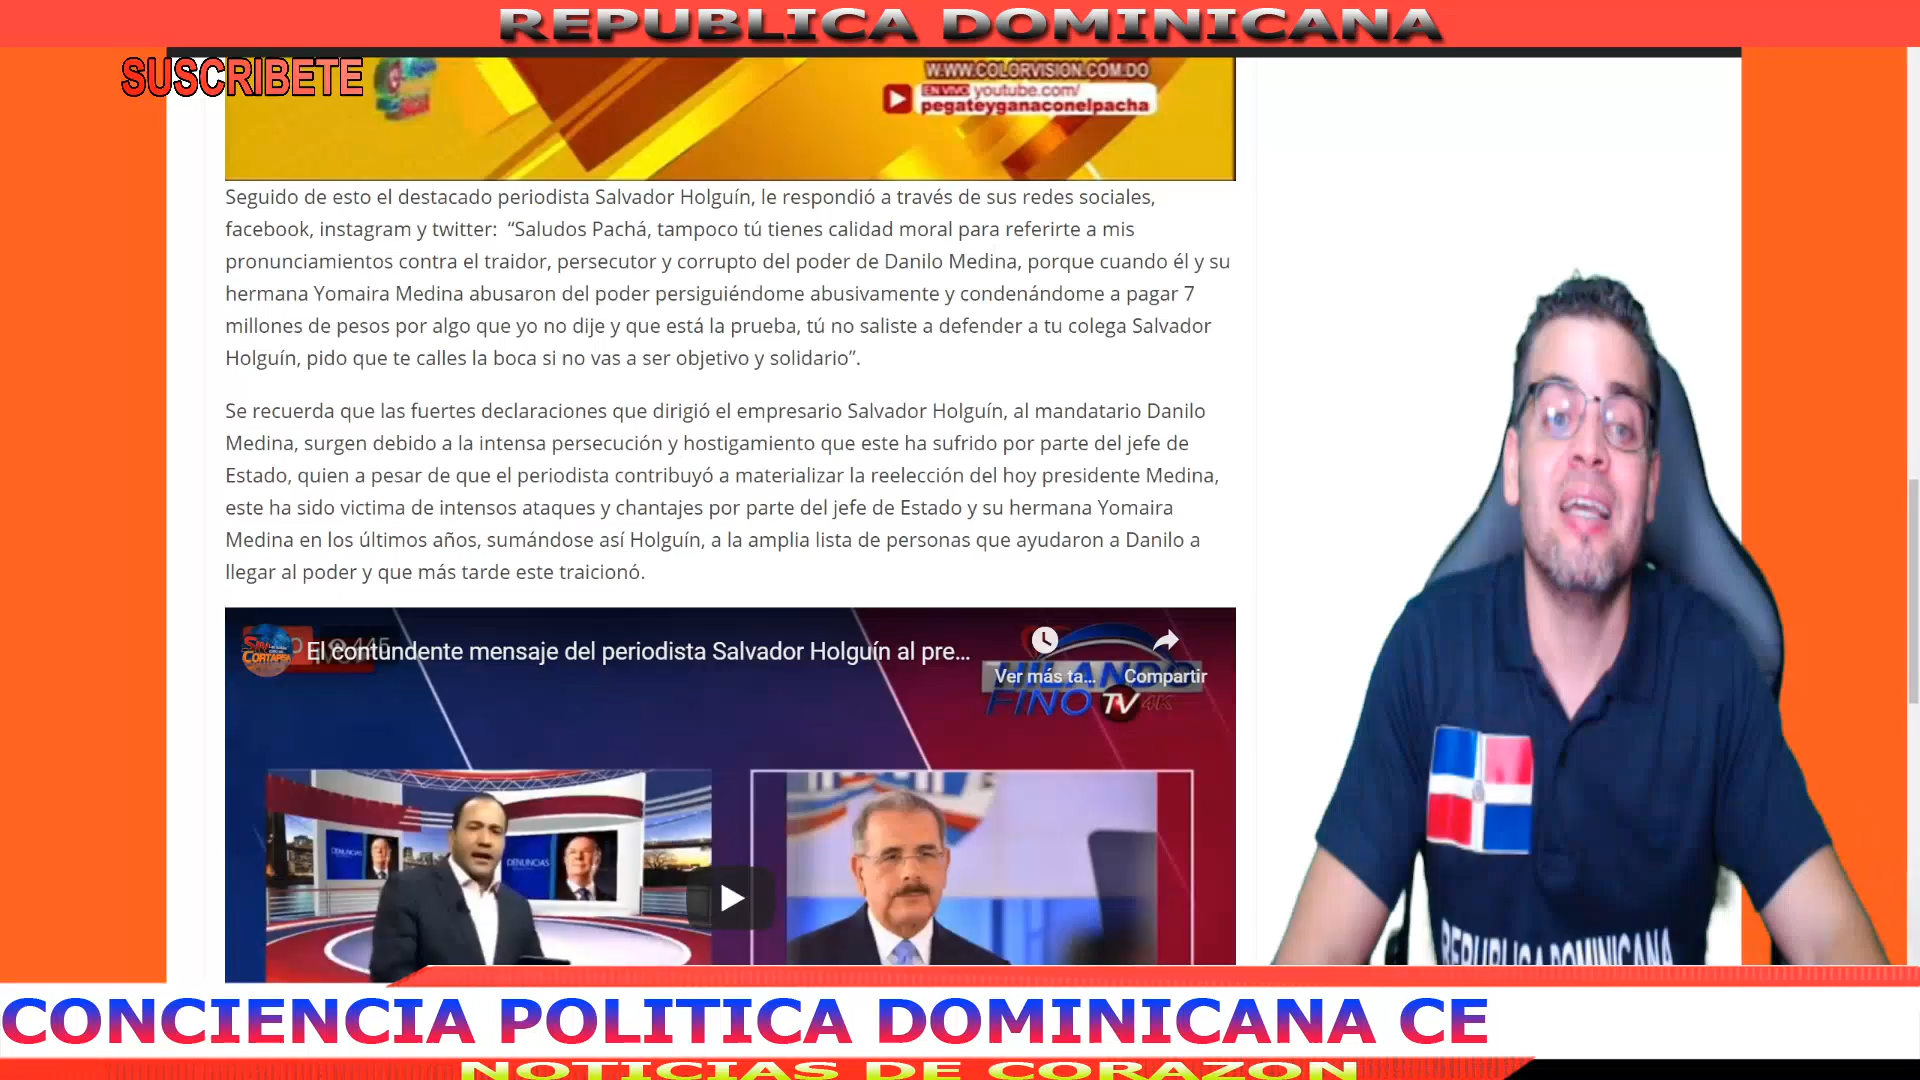 REPUBLICA DOMINICANA
SUSCRIBETE
WWW.COLORVISION.COM.DO
EN VIVO youtube.com/
pegateyganaconelpacha
Seguido de esto el destacado periodista Salvador Holguín, le respondió a través de sus redes sociales,
facebook, instagram y twitter:  “Saludos Pachá, tampoco tú tienes calidad moral para referirte a mis
pronunciamientos contra el traidor, persecutor y corrupto del poder de Danilo Medina, porque cuando él y su
hermana Yomaira Medina abusaron del poder persiguiéndome abusivamente y condenándome a pagar 7
millones de pesos por algo que yo no dije y que está la prueba, tú no saliste a defender a tu colega Salvador
Holguín, pido que te calles la boca si no vas a ser objetivo y solidario”.
Se recuerda que las fuertes declaraciones que dirigió el empresario Salvador Holguín, al mandatario Danilo
Medina, surgen debido a la intensa persecución y hostigamiento que este ha sufrido por parte del jefe de
Estado, quien a pesar de que el periodista contribuyó a materializar la reelección del hoy presidente Medina,
este ha sido victima de intensos ataques y chantajes por parte del jefe de Estado y su hermana Yomaira
Medina en los últimos años, sumándose así Holguín, a la amplia lista de personas que ayudaron a Danilo a
llegar al poder y que más tarde este traicionó.
SIN CORTAPISA
El contundente mensaje del periodista Salvador Holguín al pre...
Ver más ta...
Compartir
HILANDO
FINO TV 4K
DENUNCIAS
DENUNCIAS
REPUBLICA DOMINICANA
CONCIENCIA POLITICA DOMINICANA CE
NOTICIAS DE CORAZON